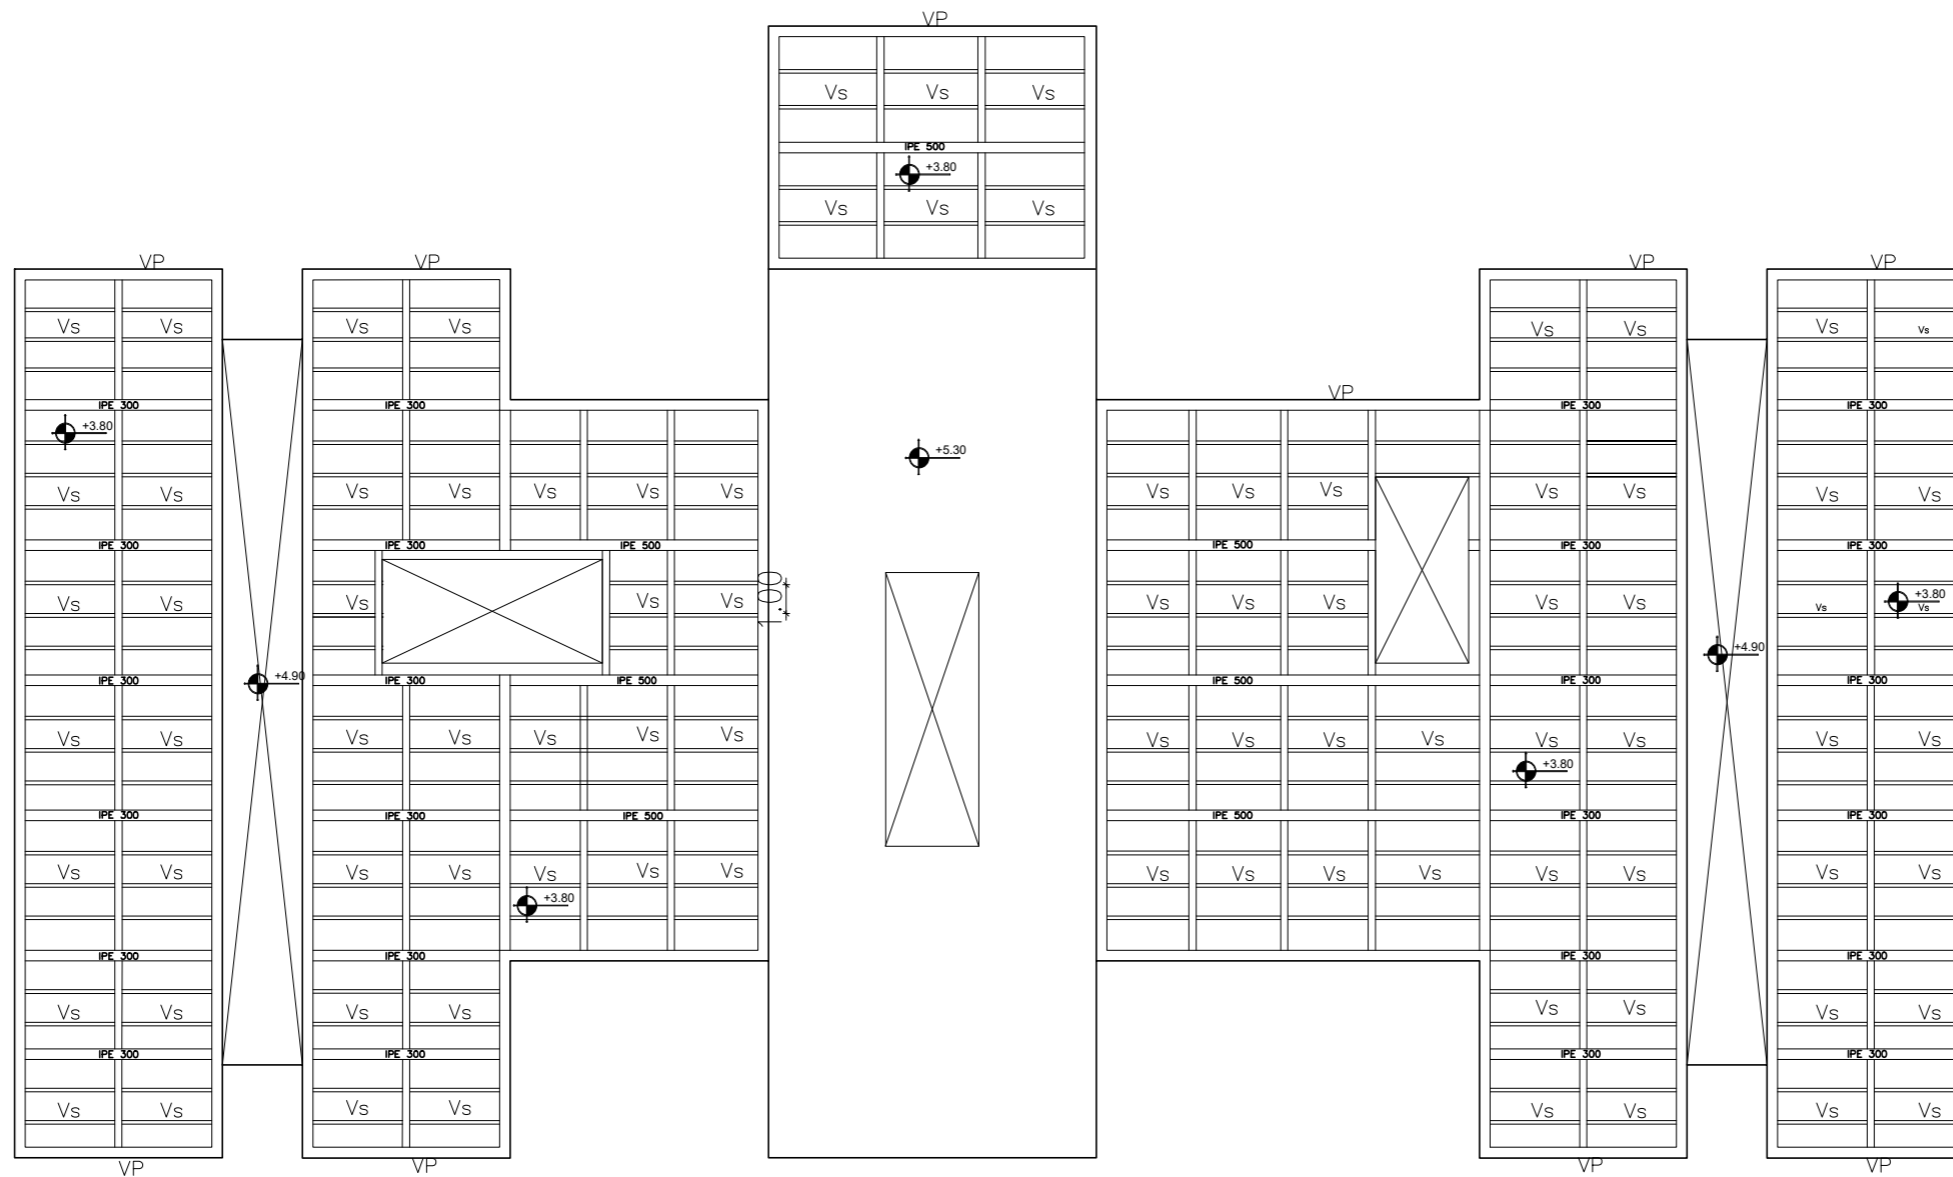 VP
Vs Vs Vs
IPE 500
+3.80
Vs Vs Vs
VP VP VP VP
Vs Vs Vs Vs Vs Vs Vs Vs
VP
IPE 300 IPE 300 IPE 300 IPE 300
+3.80
+5.30
Vs Vs Vs Vs Vs Vs Vs Vs Vs Vs Vs Vs Vs Vs
IPE 300 IPE 300 IPE 500 IPE 500 IPE 300 IPE 300
1.00
Vs Vs Vs Vs Vs Vs Vs Vs Vs Vs Vs +3.80
Vs
IPE 300 IPE 300 IPE 500 IPE 500 IPE 300 IPE 300
+4.90 +4.90
Vs Vs Vs Vs Vs Vs Vs Vs Vs Vs Vs Vs Vs Vs Vs
+3.80
IPE 300 IPE 300 IPE 500 IPE 500 IPE 300 IPE 300
Vs Vs Vs Vs Vs Vs Vs Vs Vs Vs Vs Vs Vs Vs Vs
+3.80
IPE 300 IPE 300 IPE 300 IPE 300
Vs Vs Vs Vs Vs Vs Vs Vs
IPE 300 IPE 300 IPE 300 IPE 300
Vs Vs Vs Vs Vs Vs Vs Vs
VP VP VP VP